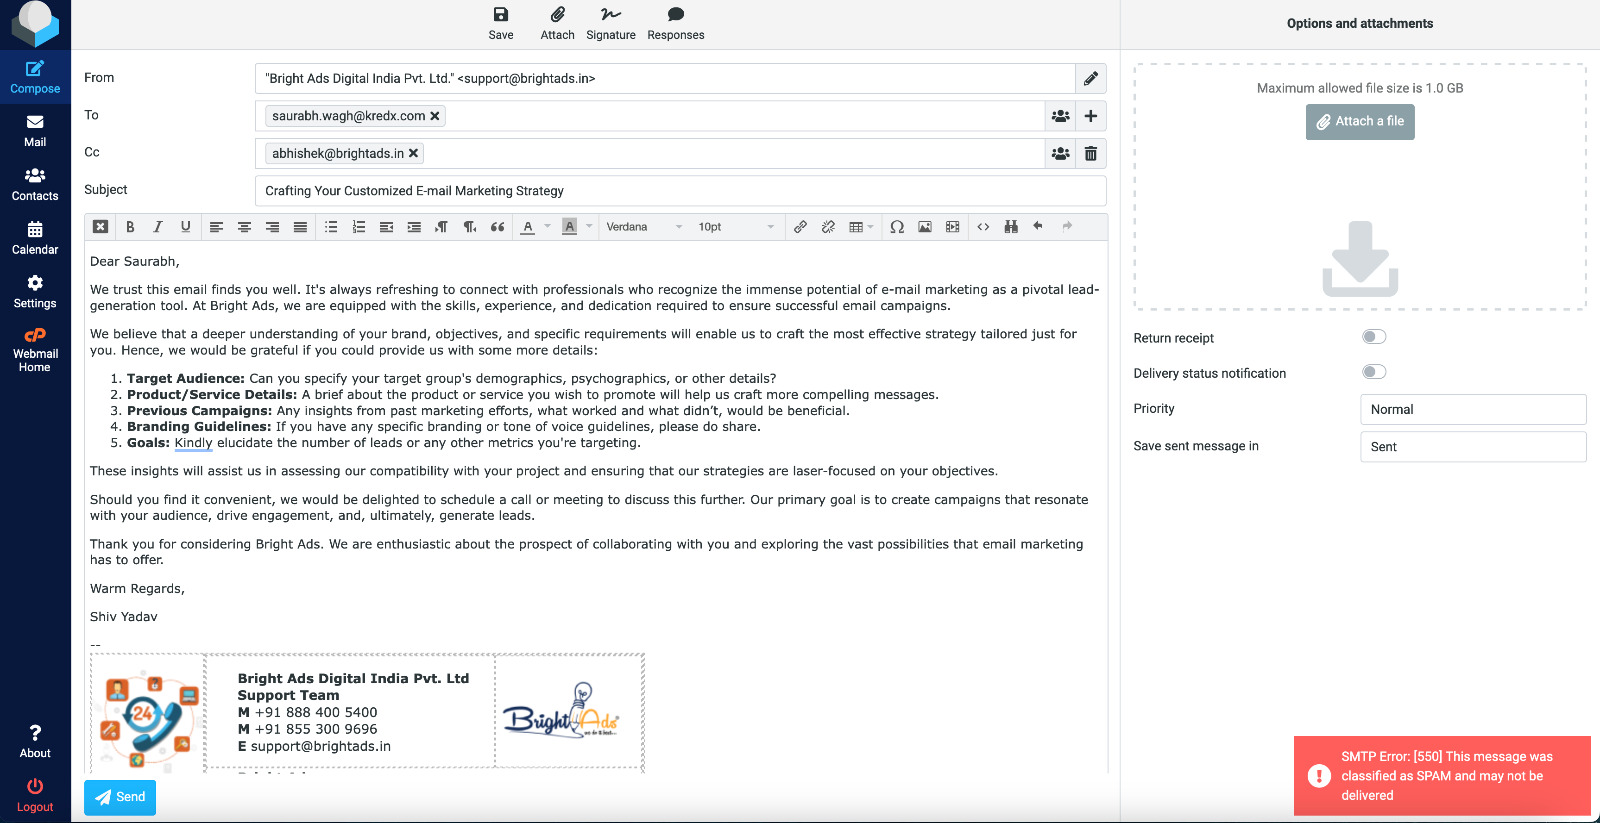 Save
Attach
Signature
Responses
Options and attachments
Compose
Mail
Contacts
Calendar
Settings
cP
Webmail
Home
About
Logout
From
"Bright Ads Digital India Pvt. Ltd." <support@brightads.in>
To
saurabh.wagh@kredx.com
Cc
abhishek@brightads.in
Subject
Crafting Your Customized E-mail Marketing Strategy
B I U A A Verdana 10pt
Dear Saurabh,
We trust this email finds you well. It's always refreshing to connect with professionals who recognize the immense potential of e-mail marketing as a pivotal lead-
generation tool. At Bright Ads, we are equipped with the skills, experience, and dedication required to ensure successful email campaigns.
We believe that a deeper understanding of your brand, objectives, and specific requirements will enable us to craft the most effective strategy tailored just for
you. Hence, we would be grateful if you could provide us with some more details:
1. Target Audience: Can you specify your target group's demographics, psychographics, or other details?
2. Product/Service Details: A brief about the product or service you wish to promote will help us craft more compelling messages.
3. Previous Campaigns: Any insights from past marketing efforts, what worked and what didn't, would be beneficial.
4. Branding Guidelines: If you have any specific branding or tone of voice guidelines, please do share.
5. Goals: Kindly elucidate the number of leads or any other metrics you're targeting.
These insights will assist us in assessing our compatibility with your project and ensuring that our strategies are laser-focused on your objectives.
Should you find it convenient, we would be delighted to schedule a call or meeting to discuss this further. Our primary goal is to create campaigns that resonate
with your audience, drive engagement, and, ultimately, generate leads.
Thank you for considering Bright Ads. We are enthusiastic about the prospect of collaborating with you and exploring the vast possibilities that email marketing
has to offer.
Warm Regards,
Shiv Yadav
--
24
Bright Ads Digital India Pvt. Ltd
Support Team
M +91 888 400 5400
M +91 855 300 9696
E support@brightads.in
Bright Ads
we do it best...
Send
Maximum allowed file size is 1.0 GB
Attach a file
Return receipt
Delivery status notification
Priority
Normal
Save sent message in
Sent
SMTP Error: [550] This message was
classified as SPAM and may not be
delivered